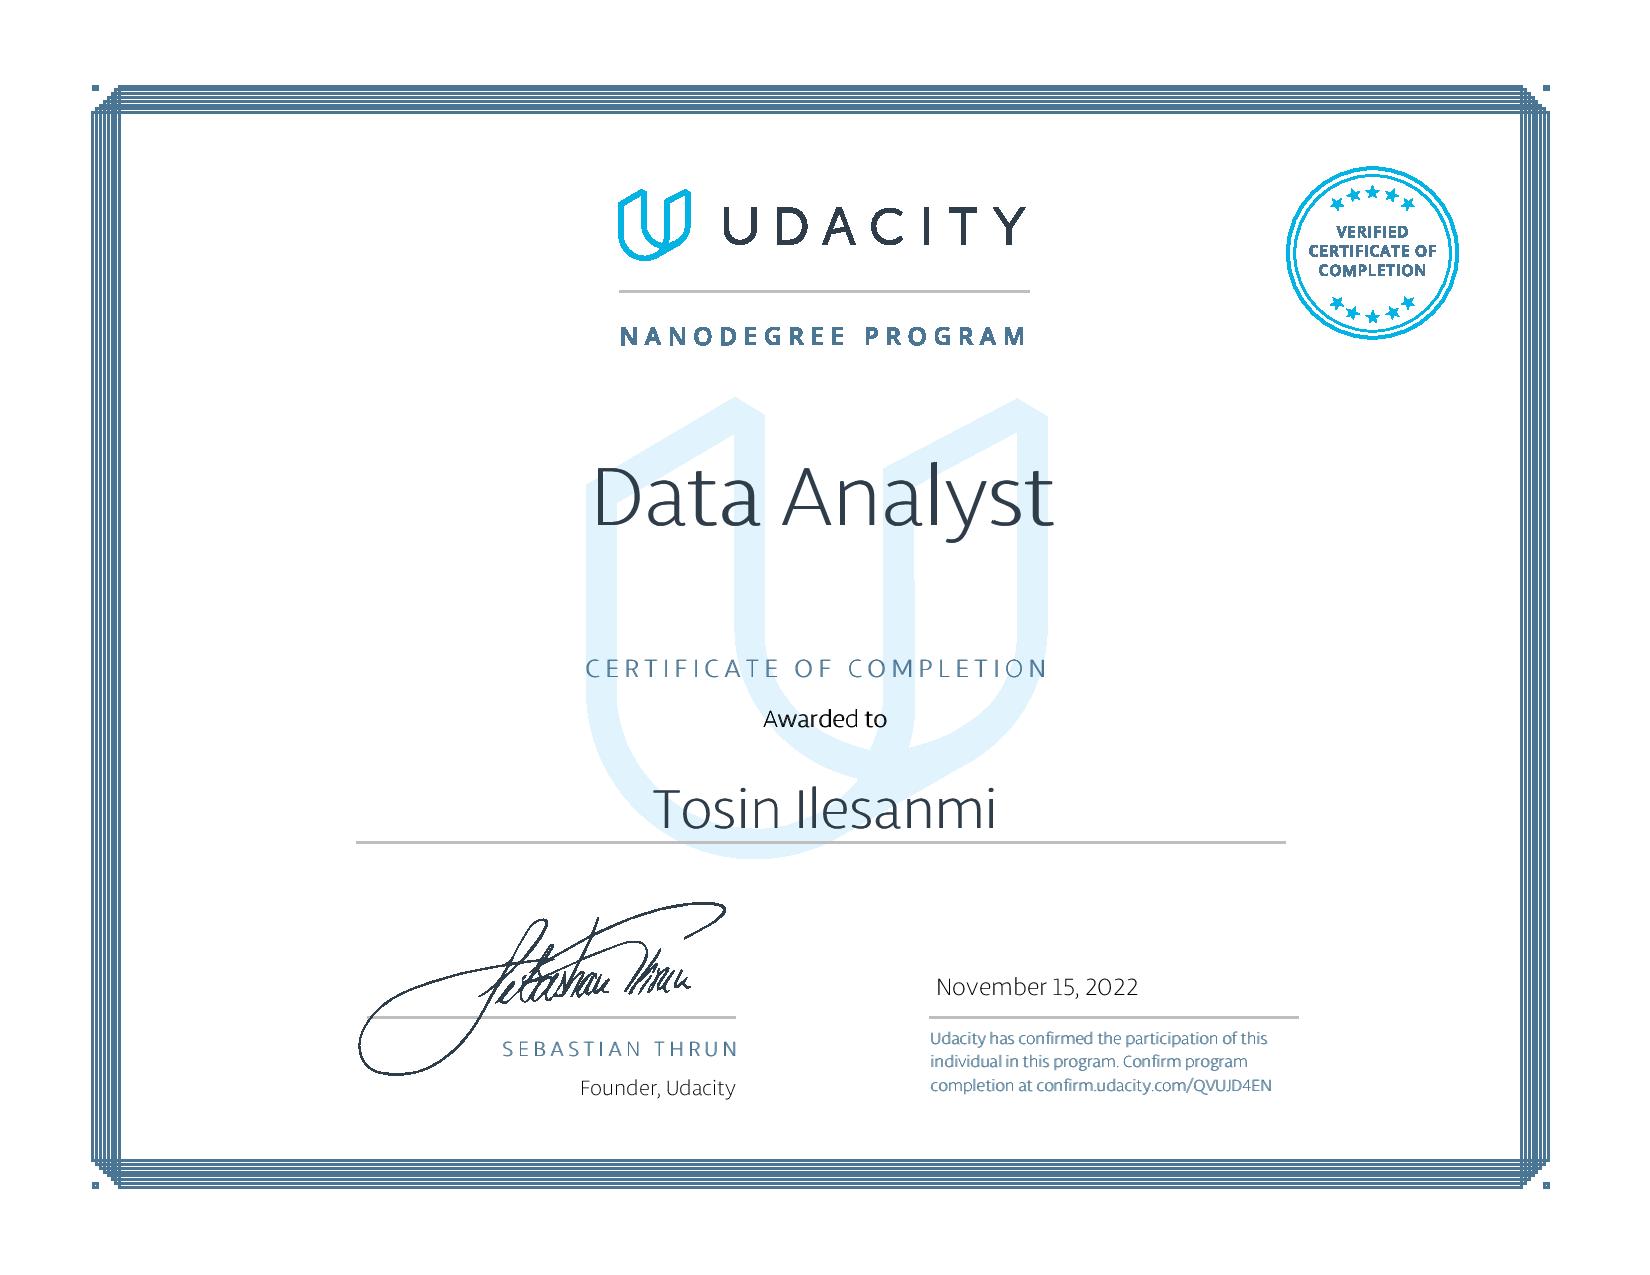 UDACITY
VERIFIED
CERTIFICATE OF
COMPLETION
NANODEGREE PROGRAM
Data Analyst
CERTIFICATE OF COMPLETION
Awarded to
Tosin Ilesanmi
Sebastian Thrun
November 15, 2022
SEBASTIAN THRUN
Founder, Udacity
Udacity has confirmed the participation of this
individual in this program. Confirm program
completion at confirm.udacity.com/QVUJD4EN